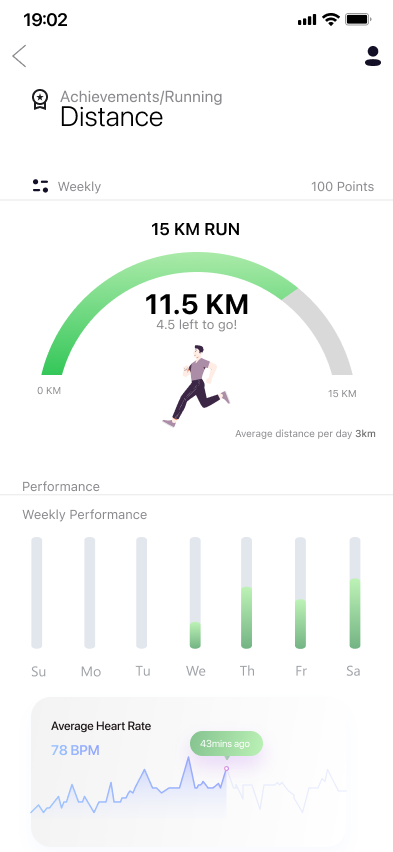 19:02
Achievements/Running
Distance
Weekly
100 Points
15 KM RUN
11.5 KM
4.5 left to go!
0 KM
15 KM
Average distance per day 3km
Performance
Weekly Performance
Su Mo Tu We Th Fr Sa
Average Heart Rate
78 BPM
43mins ago